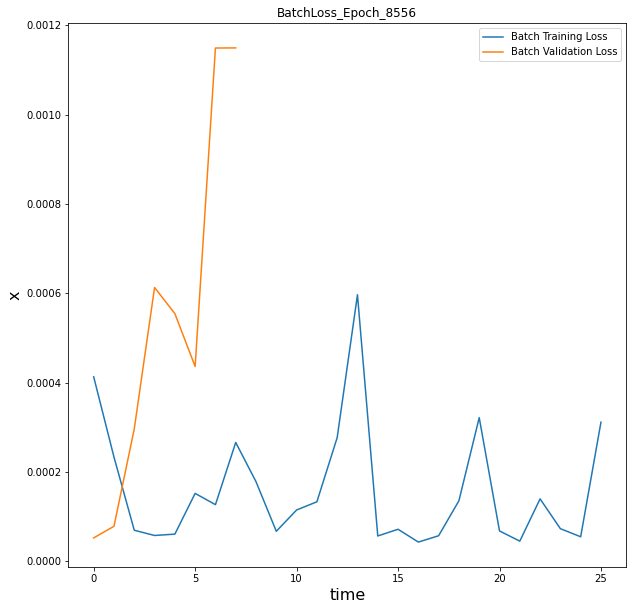 BatchLoss_Epoch_8556
Batch Training Loss
Batch Validation Loss
x
0.0012
0.0010
0.0008
0.0006
0.0004
0.0002
0.0000
0 5 10 15 20 25
time